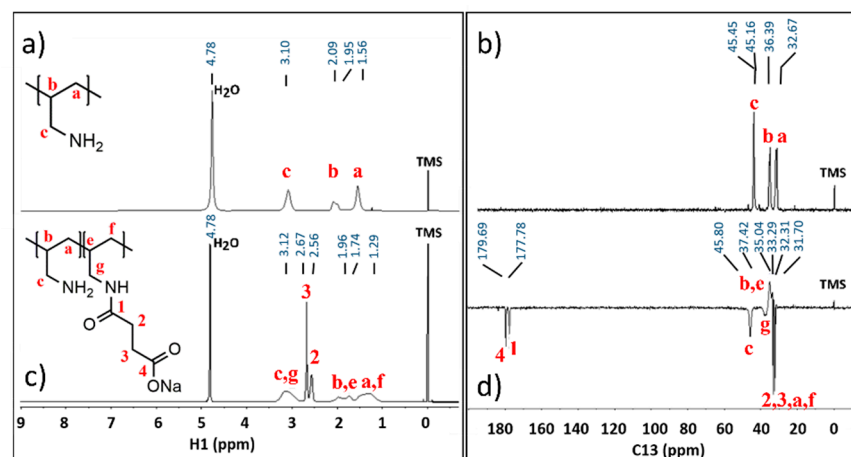 a)
4.78
3.10
2.09
1.95
1.56
H₂O
TMS
b
a
c
NH₂
c
b
a
b)
45.45
45.16
36.39
32.67
c
b a
TMS
c)
4.78
3.12
2.67
2.56
1.96
1.74
1.29
H₂O
TMS
b
a
e
f
c
g
NH₂
NH
1
O
2
3
O
4
ONa
3
2
c,g
b,e a,f
9 8 7 6 5 4 3 2 1 0
H1 (ppm)
d)
179.69
177.78
45.80
37.42
35.04
33.29
32.31
31.70
TMS
b,e
g
c
4 1
2,3,a,f
180 160 140 120 100 80 60 40 20 0
C13 (ppm)